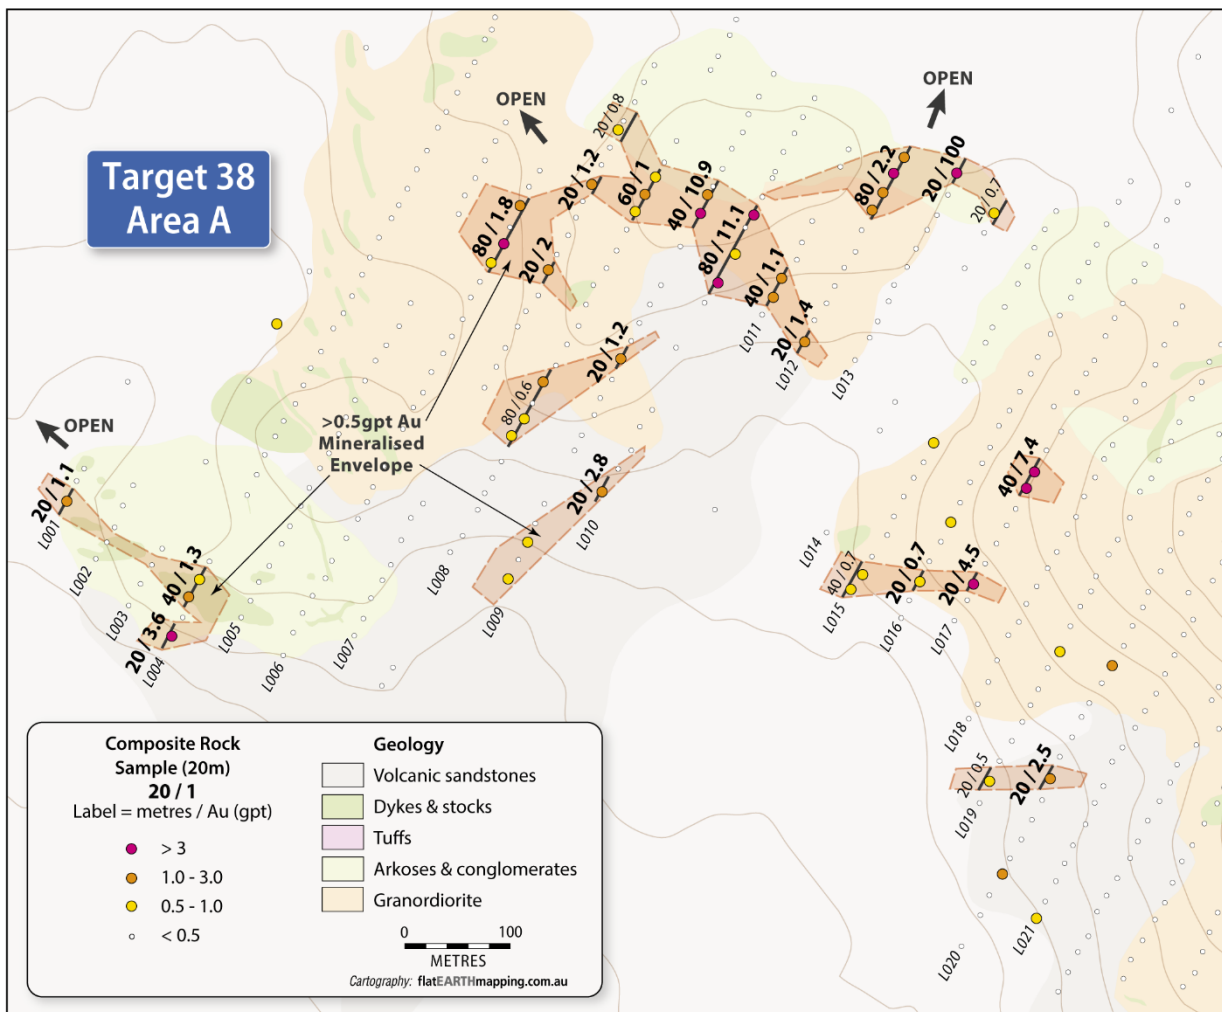 Target 38
Area A
OPEN
OPEN
OPEN
20 / 0.8
20 / 1.2
60 / 1
40 / 10.9
80 / 2.2
20 / 100
20 / 0.7
80 / 1.8
20 / 2
80 / 11.1
40 / 1.1
L011
20 / 1.4
L012
L013
20 / 1.2
80 / 0.6
>0.5gpt Au
Mineralised
Envelope
20 / 1.1
L001
L002
40 / 1.3
L003
20 / 3.6
L004
L005
L006
L007
L008
L009
20 / 2.8
L010
40 / 7.4
L014
40 / 0.7
L015
20 / 0.7
L016
20 / 4.5
L017
L018
20 / 0.5
L019
20 / 2.5
L020
L021
Composite Rock
Sample (20m)
20 / 1
Label = metres / Au (gpt)
> 3
1.0 - 3.0
0.5 - 1.0
< 0.5
Geology
Volcanic sandstones
Dykes & stocks
Tuffs
Arkoses & conglomerates
Granordiorite
0 100
METRES
Cartography: flatEARTHmapping.com.au